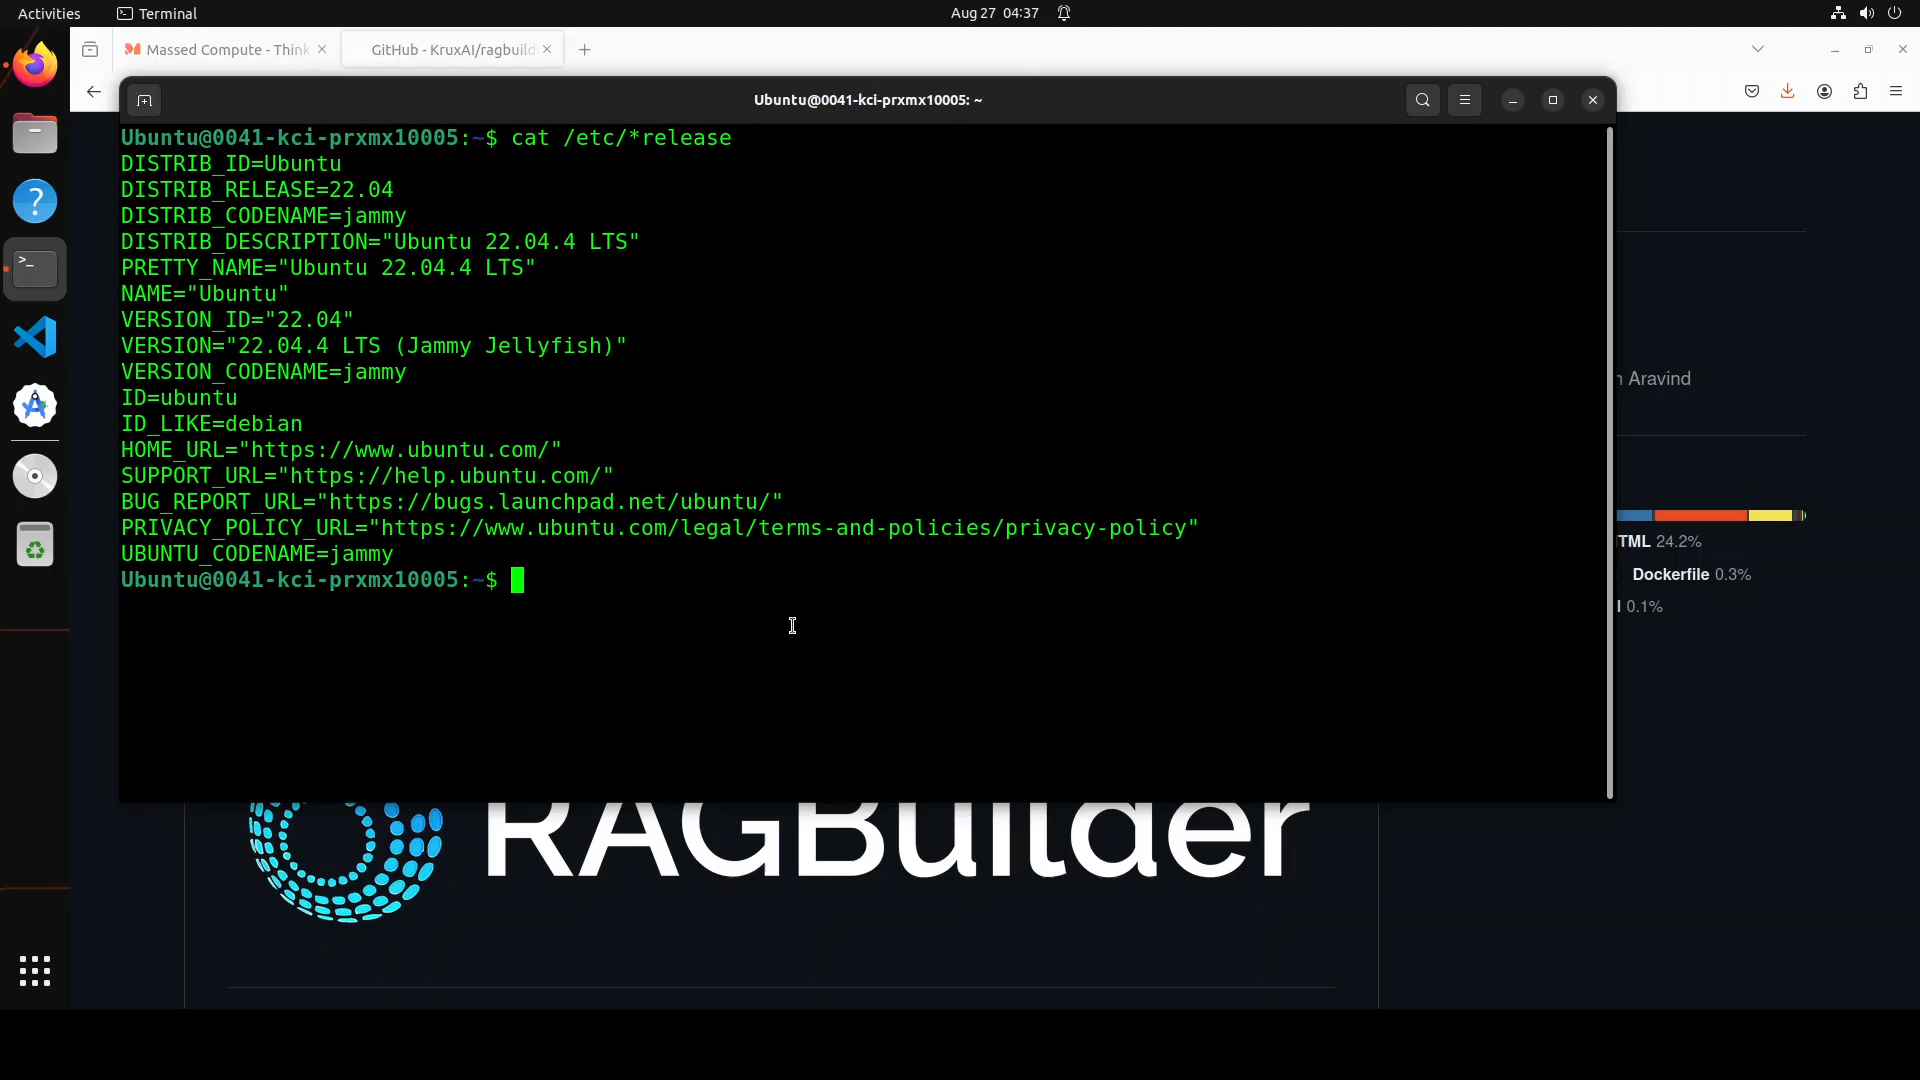 Activities
Terminal
Aug 27 04:37
Massed Compute - Think
GitHub - KruxAI/ragbuild
Ubuntu@0041-kci-prxmx10005: ~
Ubuntu@0041-kci-prxmx10005:~$ cat /etc/*release
DISTRIB_ID=Ubuntu
DISTRIB_RELEASE=22.04
DISTRIB_CODENAME=jammy
DISTRIB_DESCRIPTION="Ubuntu 22.04.4 LTS"
PRETTY_NAME="Ubuntu 22.04.4 LTS"
NAME="Ubuntu"
VERSION_ID="22.04"
VERSION="22.04.4 LTS (Jammy Jellyfish)"
VERSION_CODENAME=jammy
ID=ubuntu
ID_LIKE=debian
HOME_URL="https://www.ubuntu.com/"
SUPPORT_URL="https://help.ubuntu.com/"
BUG_REPORT_URL="https://bugs.launchpad.net/ubuntu/"
PRIVACY_POLICY_URL="https://www.ubuntu.com/legal/terms-and-policies/privacy-policy"
UBUNTU_CODENAME=jammy
Ubuntu@0041-kci-prxmx10005:~$
Aravind
TML 24.2%
Dockerfile 0.3%
0.1%
RAGBuilder